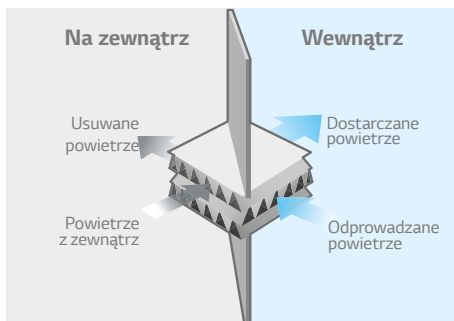 Na zewnątrz
Wewnątrz
Usuwane
powietrze
Dostarczane
powietrze
Powietrze
z zewnątrz
Odprowadzane
powietrze